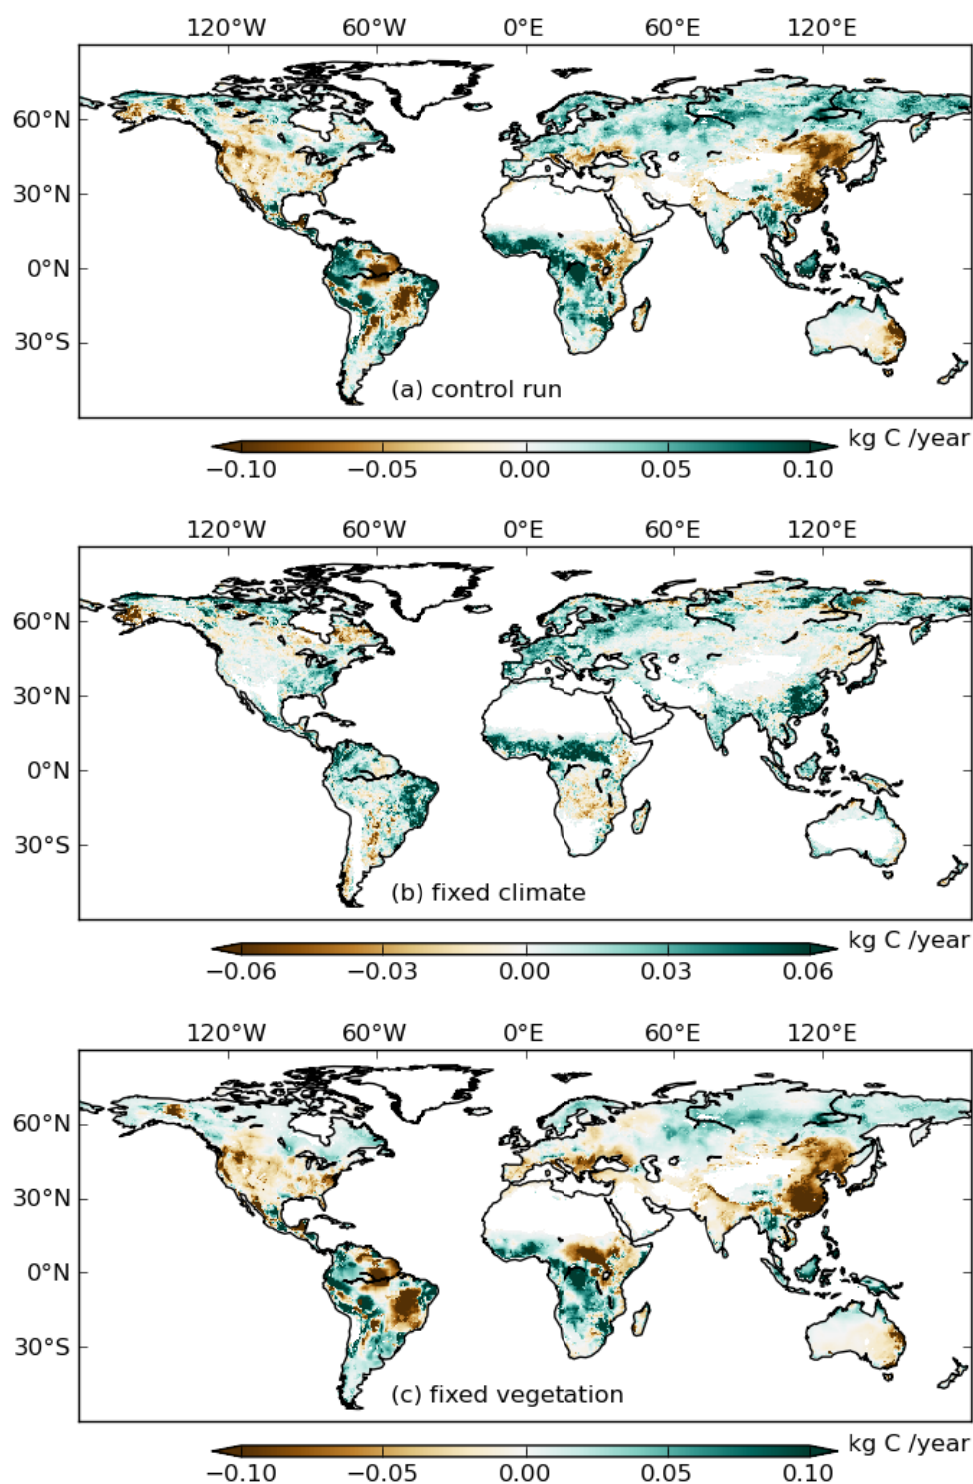 120°W 60°W 0°E 60°E 120°E
60°N
30°N
0°N
30°S
(a) control run
kg C /year
−0.10 −0.05 0.00 0.05 0.10
120°W 60°W 0°E 60°E 120°E
60°N
30°N
0°N
30°S
(b) fixed climate
kg C /year
−0.06 −0.03 0.00 0.03 0.06
120°W 60°W 0°E 60°E 120°E
60°N
30°N
0°N
30°S
(c) fixed vegetation
kg C /year
−0.10 −0.05 0.00 0.05 0.10